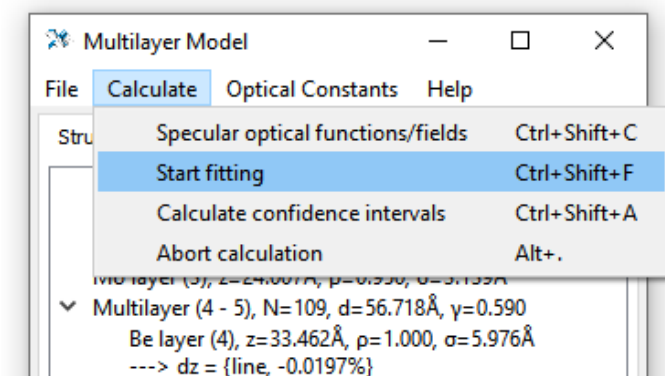 Multilayer Model
File Calculate Optical Constants Help
Stru
Specular optical functions/fields Ctrl+Shift+C
Start fitting Ctrl+Shift+F
Calculate confidence intervals Ctrl+Shift+A
Abort calculation Alt+.
Multilayer (4 - 5), N=109, d=56.718Å, γ=0.590
Be layer (4), z=33.462Å, ρ=1.000, σ=5.976Å
---> dz = {line, -0.0197%}